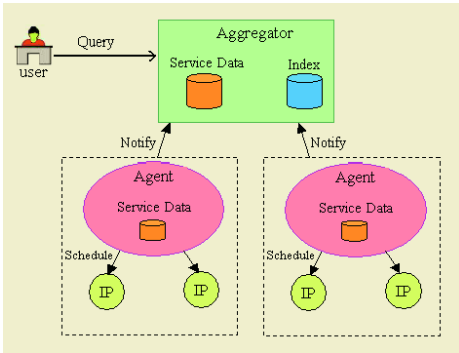 Aggregator
Query
Service Data
Index
user
Notify
Notify
Agent
Service Data
Schedule
IP
IP
Agent
Service Data
Schedule
IP
IP